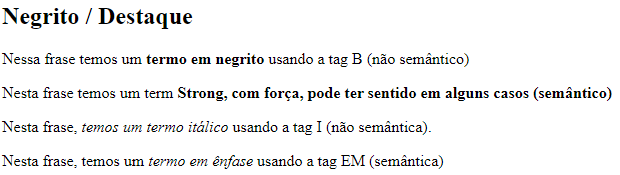 Negrito / Destaque
Nessa frase temos um termo em negrito usando a tag B (não semântico)
Nesta frase temos um term Strong, com força, pode ter sentido em alguns casos (semântico)
Nesta frase, temos um termo itálico usando a tag I (não semântica).
Nesta frase, temos um termo em ênfase usando a tag EM (semântica)